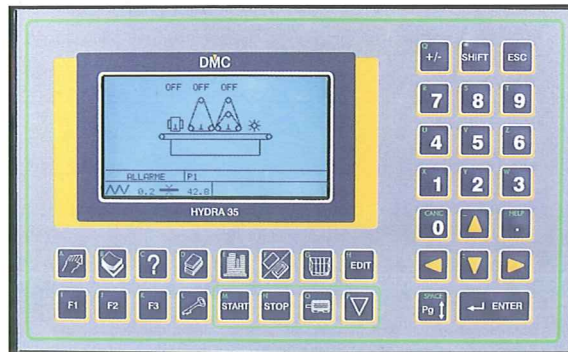 DMC
OFF OFF OFF
ALLARME P1
0.2 42.8
HYDRA 35
+/- SHIFT ESC
7 8 9
4 5 6
1 2 3
CANC HELP
0 .
? EDIT
F1 F2 F3 START STOP
SPACE
Pg ENTER